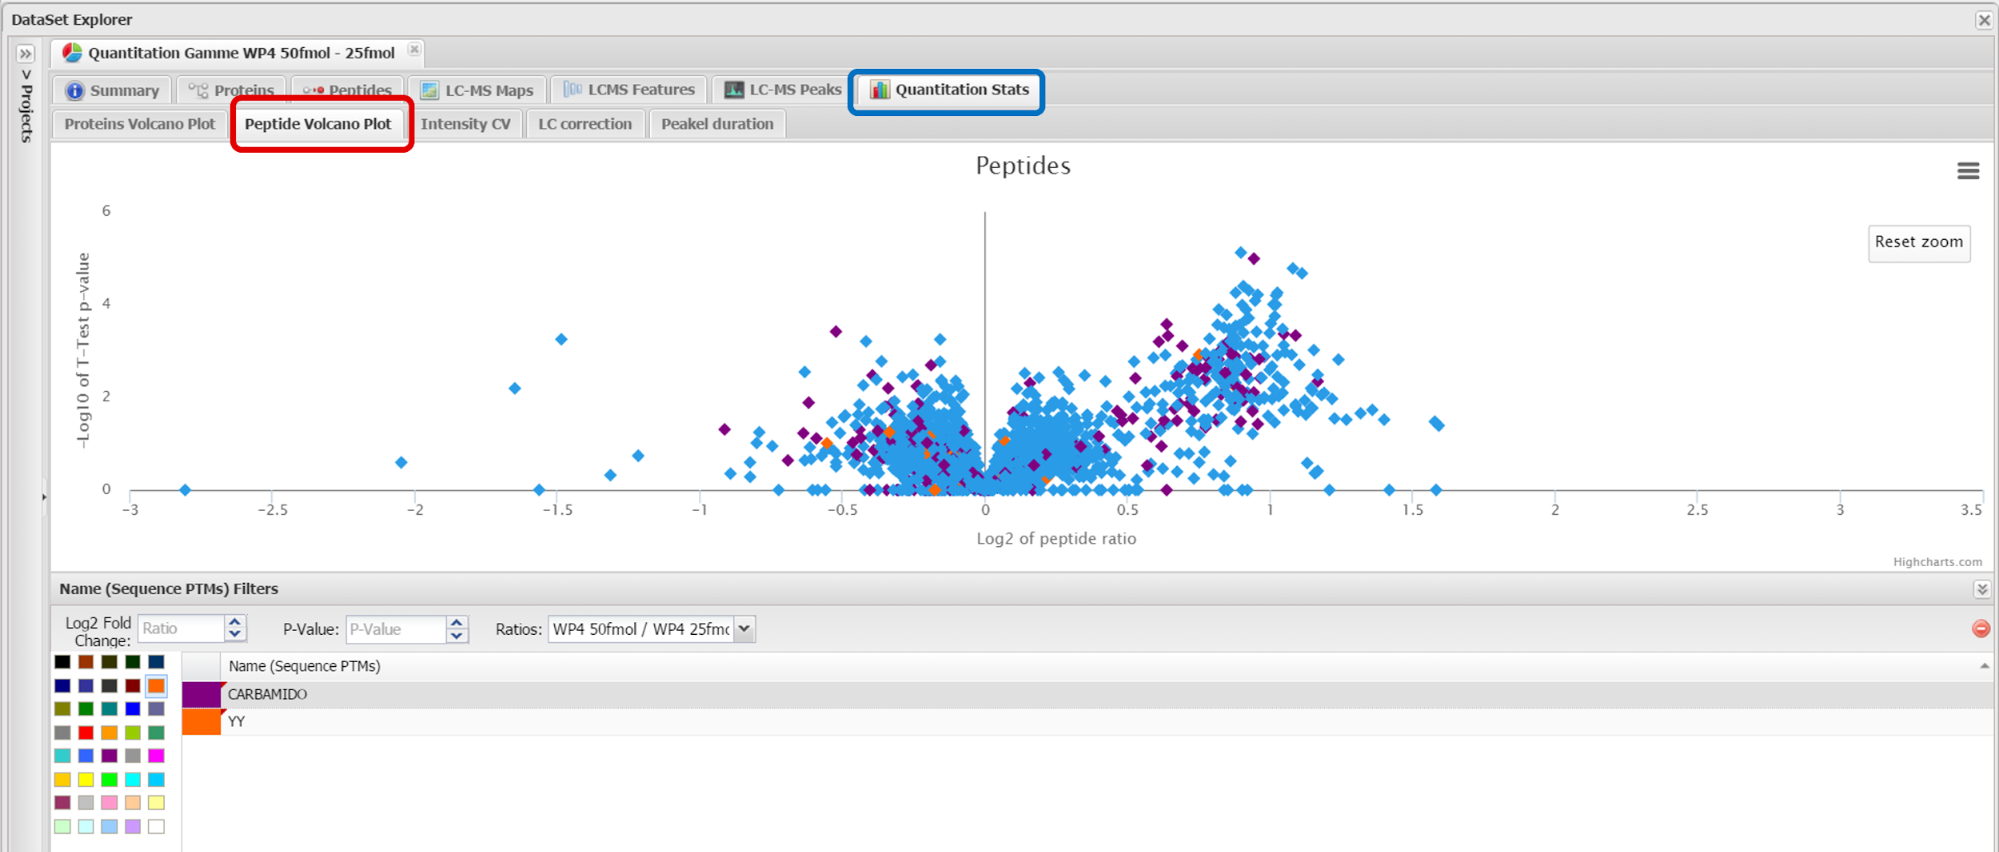 DataSet Explorer
Quantitation Gamme WP4 50fmol - 25fmol
> Projects
Summary Proteins Peptides LC-MS Maps LCMS Features LC-MS Peaks Quantitation Stats
Proteins Volcano Plot Peptide Volcano Plot Intensity CV LC correction Peakel duration
Peptides
Reset zoom
6
4
2
0
-Log10 of T-Test p-value
-3 -2.5 -2 -1.5 -1 -0.5 0 0.5 1 1.5 2 2.5 3 3.5
Log2 of peptide ratio
Highcharts.com
Name (Sequence PTMs) Filters
Log2 Fold
Change: Ratio P-Value: P-Value Ratios: WP4 50fmol / WP4 25fmo
Name (Sequence PTMs)
CARBAMIDO
YY